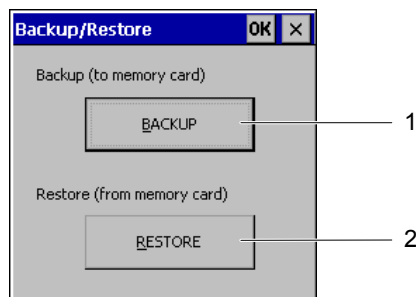 Backup/Restore OK ×
Backup (to memory card)
BACKUP 1
Restore (from memory card)
RESTORE 2